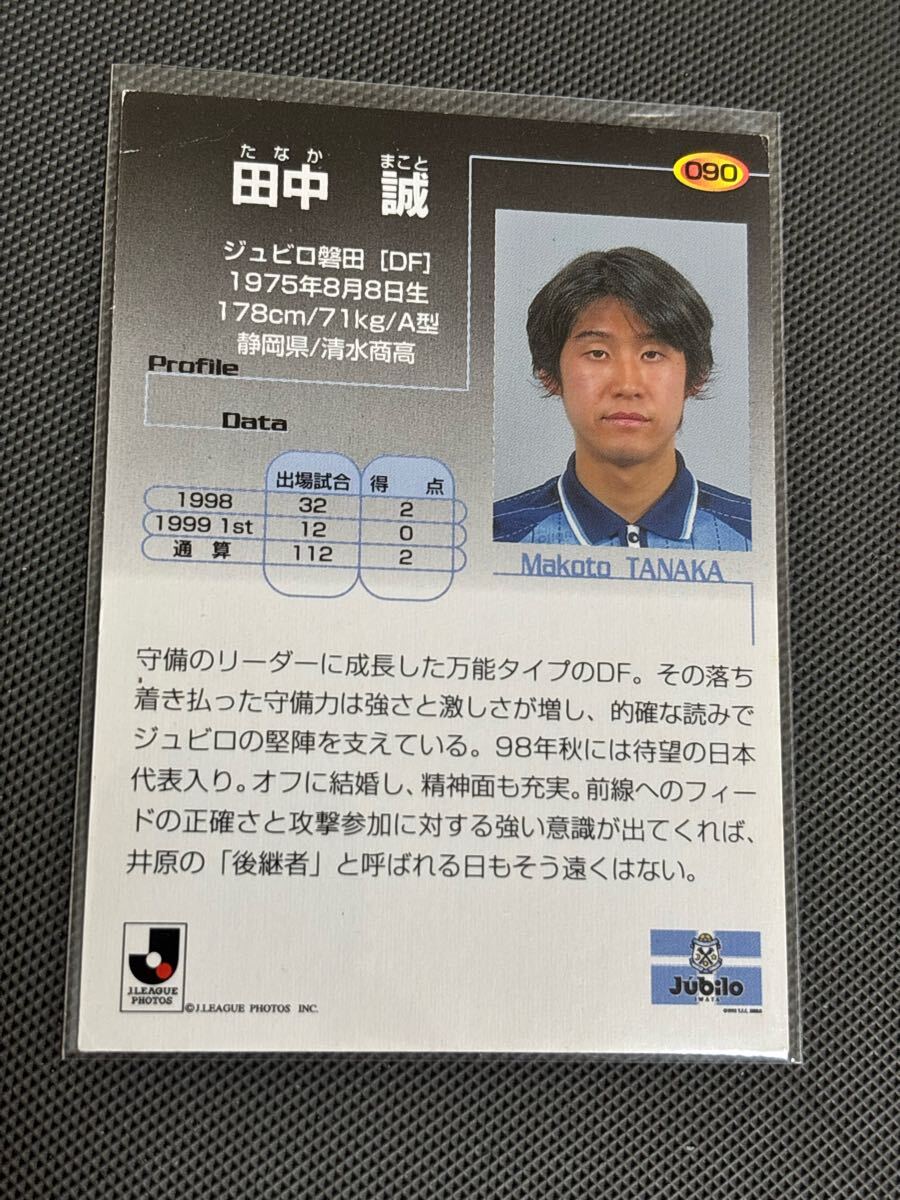 たなか まこと
田中 誠
090
ジュビロ磐田 [DF]
1975年8月8日生
178cm/71kg/A型
静岡県/清水商高
Profile
Data
出場試合 得 点
1998 32 2
1999 1st 12 0
通 算 112 2
Makoto TANAKA
守備のリーダーに成長した万能タイプのDF。その落ち
着き払った守備力は強さと激しさが増し、的確な読みで
ジュビロの堅陣を支えている。98年秋には待望の日本
代表入り。オフに結婚し、精神面も充実。前線へのフィー
ドの正確さと攻撃参加に対する強い意識が出てくれば、
井原の「後継者」と呼ばれる日もそう遠くはない。
J.LEAGUE
PHOTOS
©J.LEAGUE PHOTOS INC.
Júbilo
IWATA